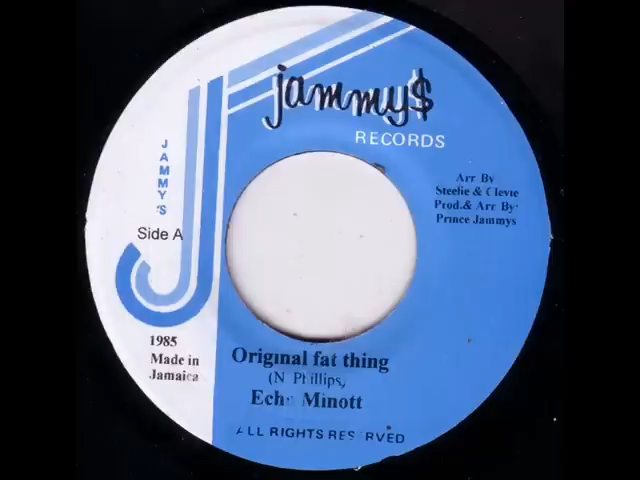 jammy$
RECORDS
JAMMY'S
Arr By
Steelie & Clevie
Prod.& Arr By
Prince Jammys
Side A
1985
Made in
Jamaica
Original fat thing
(N Phillips)
Echo Minott
ALL RIGHTS RESERVED